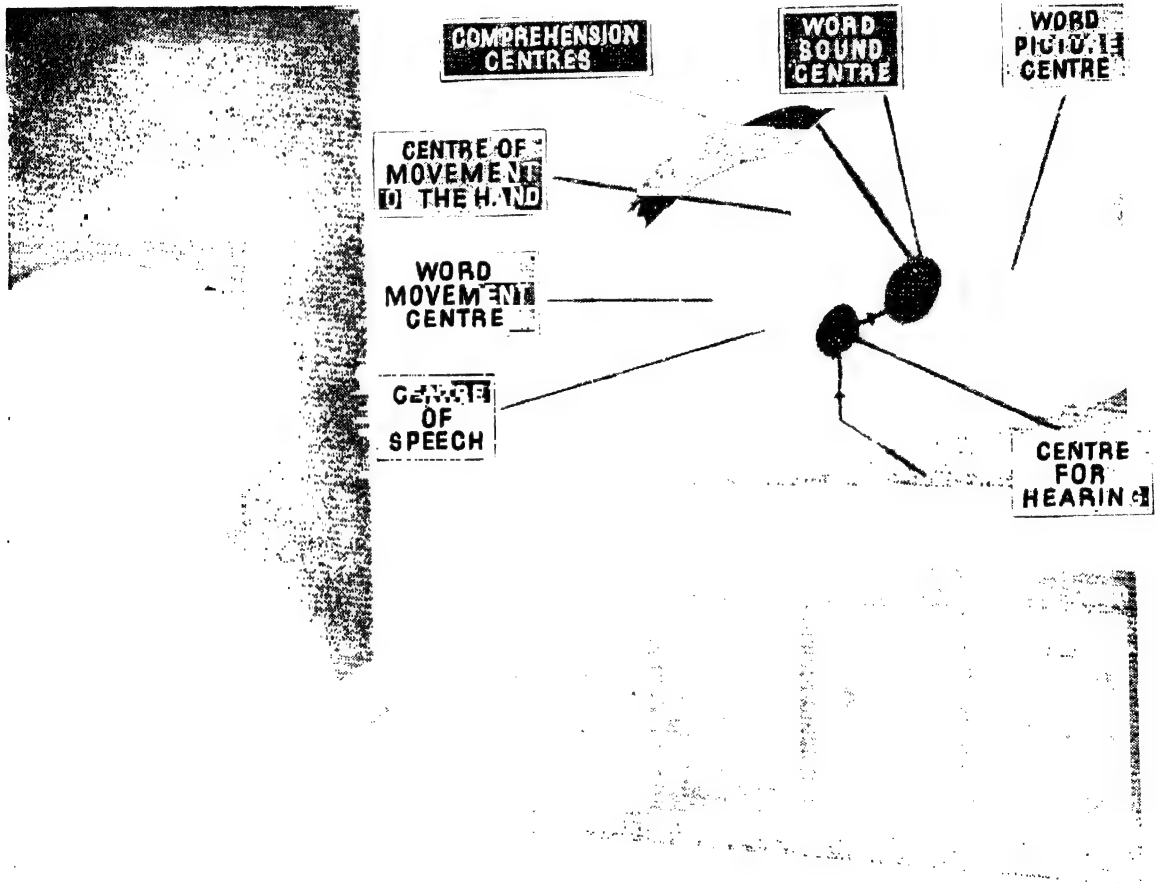 COMPREHENSION
CENTRES
WORD
SOUND
CENTRE
WORD
PICTURE
CENTRE
CENTRE OF
MOVEMENT
THE HAND
WORD
MOVEMENT
CENTRE
CENTRE
OF
SPEECH
CENTRE
FOR
HEARING